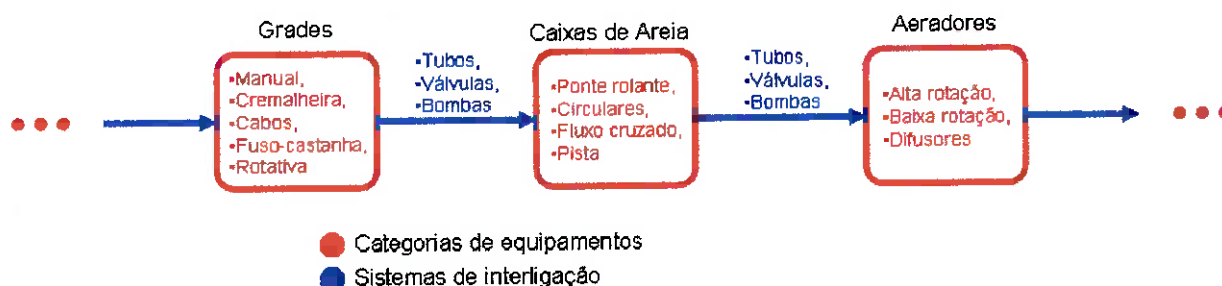 Grades
•Manual,
•Cremalheira,
•Cabos,
•Fuso-castanha,
•Rotativa
•Tubos,
•Válvulas,
•Bombas
Caixas de Areia
•Ponte rolante,
•Circulares,
•Fluxo cruzado,
•Pista
•Tubos,
•Válvulas,
•Bombas
Aeradores
•Alta rotação,
•Baixa rotação,
•Difusores
Categorias de equipamentos
Sistemas de interligação